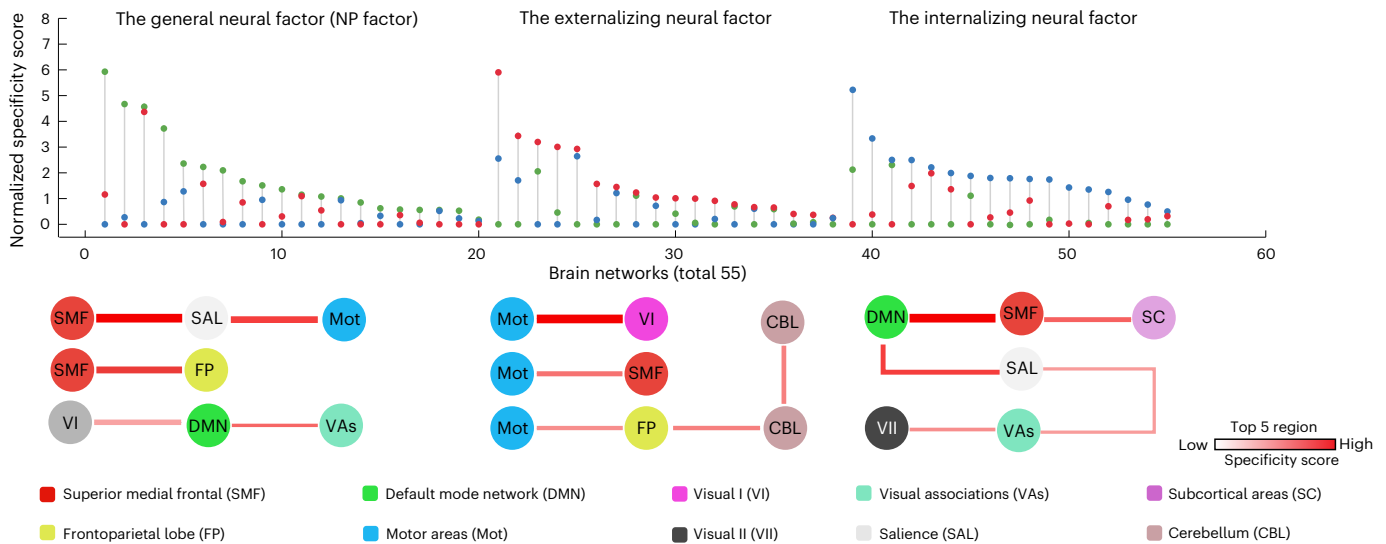 The general neural factor (NP factor) The externalizing neural factor The internalizing neural factor
Normalized specificity score
8
7
6
5
4
3
2
1
0
0 10 20 30 40 50 60
Brain networks (total 55)
SMF SAL Mot Mot VI CBL DMN SMF SC
SMF FP Mot SMF SAL
VI DMN VAs Mot FP CBL VII VAs
Top 5 region
Low High
Specificity score
Superior medial frontal (SMF) Default mode network (DMN) Visual I (VI) Visual associations (VAs) Subcortical areas (SC)
Frontoparietal lobe (FP) Motor areas (Mot) Visual II (VII) Salience (SAL) Cerebellum (CBL)